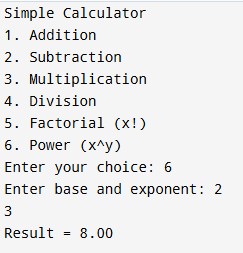 Simple Calculator
1. Addition
2. Subtraction
3. Multiplication
4. Division
5. Factorial (x!)
6. Power (x^y)
Enter your choice: 6
Enter base and exponent: 2
3
Result = 8.00